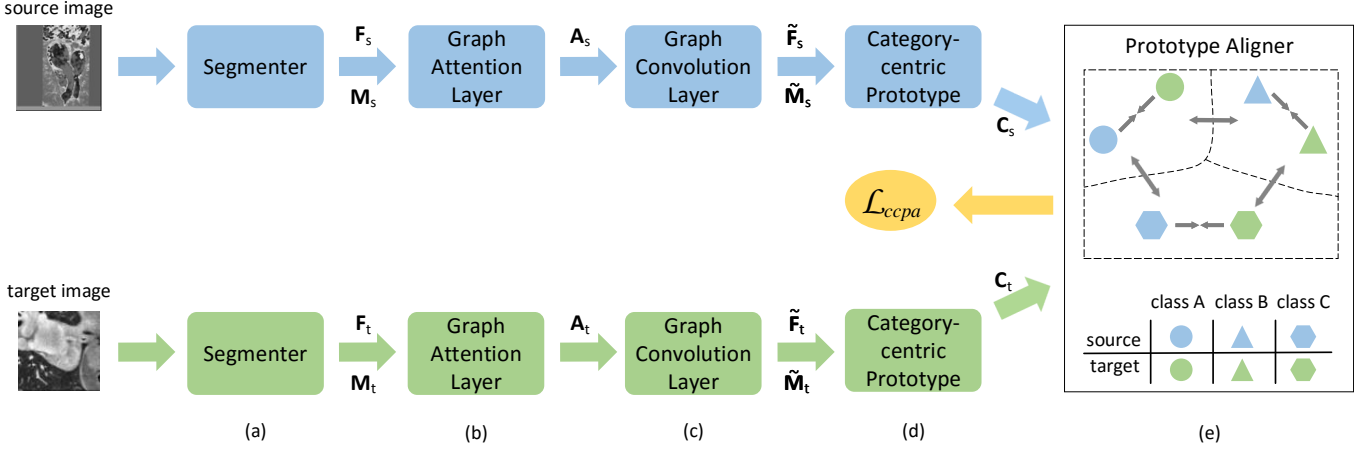 source image
Segmenter
F_s
M_s
Graph
Attention
Layer
A_s
Graph
Convolution
Layer
F̃_s
M̃_s
Category-
centric
Prototype
C_s
Prototype Aligner
ℒ_ccpa
target image
Segmenter
F_t
M_t
Graph
Attention
Layer
A_t
Graph
Convolution
Layer
F̃_t
M̃_t
Category-
centric
Prototype
C_t
class A class B class C
source
target
(a) (b) (c) (d) (e)